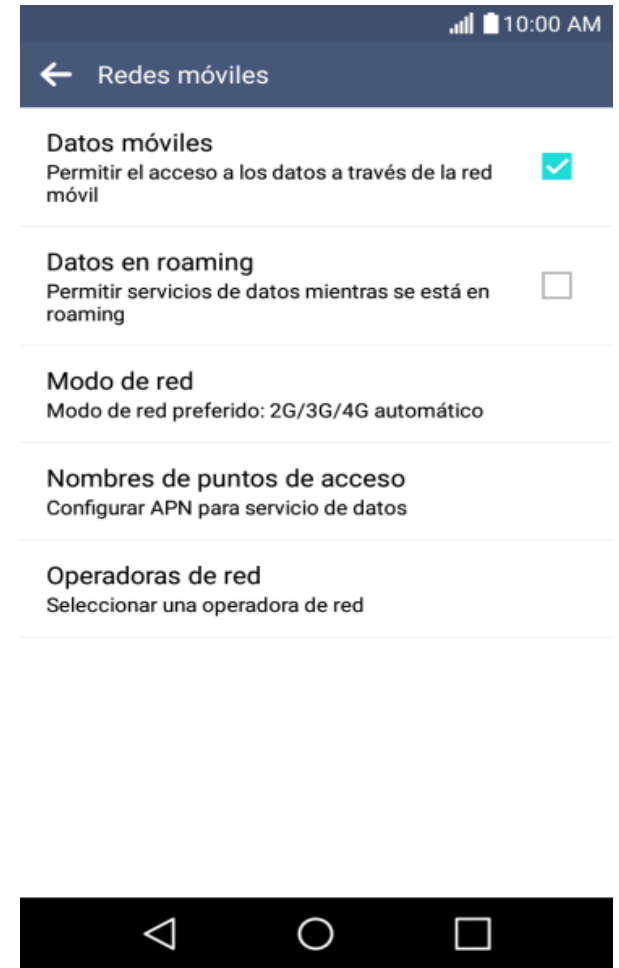 10:00 AM
Redes móviles
Datos móviles
Permitir el acceso a los datos a través de la red
móvil
Datos en roaming
Permitir servicios de datos mientras se está en
roaming
Modo de red
Modo de red preferido: 2G/3G/4G automático
Nombres de puntos de acceso
Configurar APN para servicio de datos
Operadoras de red
Seleccionar una operadora de red